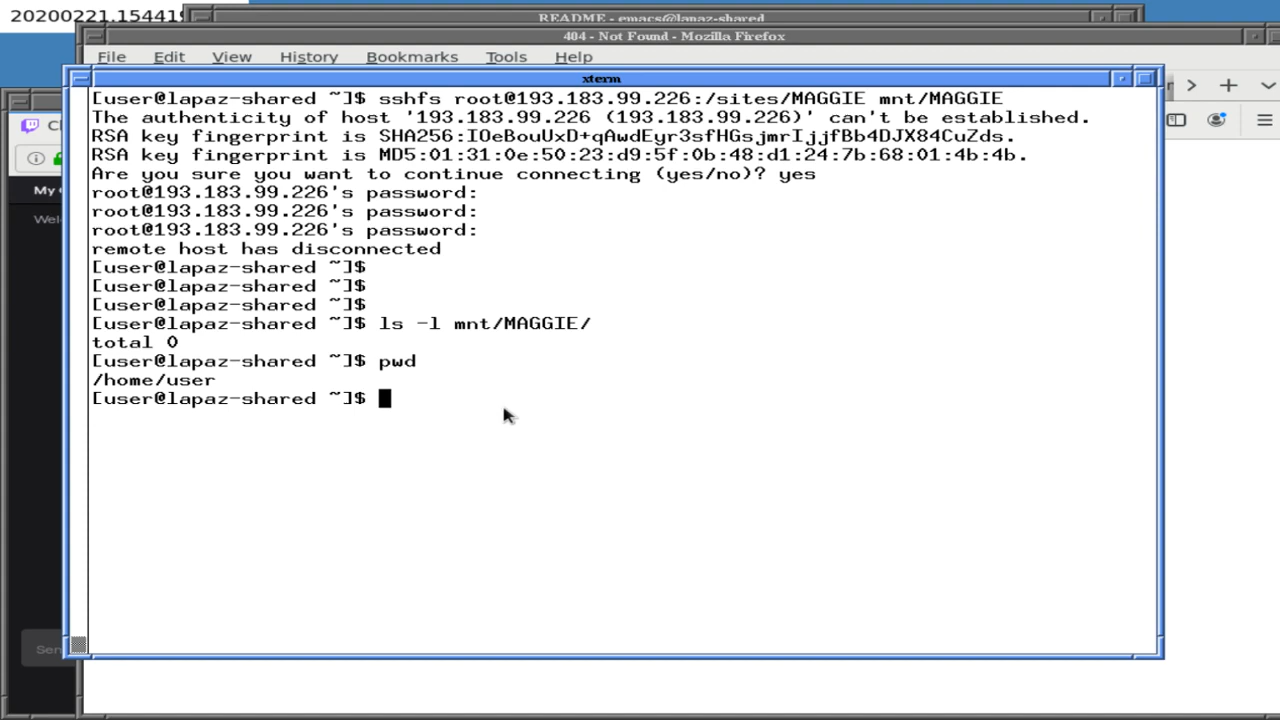 20200221.15441
README - emacs@lapaz-shared
404 - Not Found - Mozilla Firefox
File Edit View History Bookmarks Tools Help
xterm
[user@lapaz-shared ~]$ sshfs root@193.183.99.226:/sites/MAGGIE mnt/MAGGIE
The authenticity of host '193.183.99.226 (193.183.99.226)' can't be established.
RSA key fingerprint is SHA256:IOeBouUxD+qAwdEyr3sfHGsjmrIjjfBb4DJX84CuZds.
RSA key fingerprint is MD5:01:31:0e:50:23:d9:5f:0b:48:d1:24:7b:68:01:4b:4b.
Are you sure you want to continue connecting (yes/no)? yes
root@193.183.99.226's password:
root@193.183.99.226's password:
root@193.183.99.226's password:
remote host has disconnected
[user@lapaz-shared ~]$
[user@lapaz-shared ~]$
[user@lapaz-shared ~]$
[user@lapaz-shared ~]$ ls -l mnt/MAGGIE/
total 0
[user@lapaz-shared ~]$ pwd
/home/user
[user@lapaz-shared ~]$
My
Wel
Sen